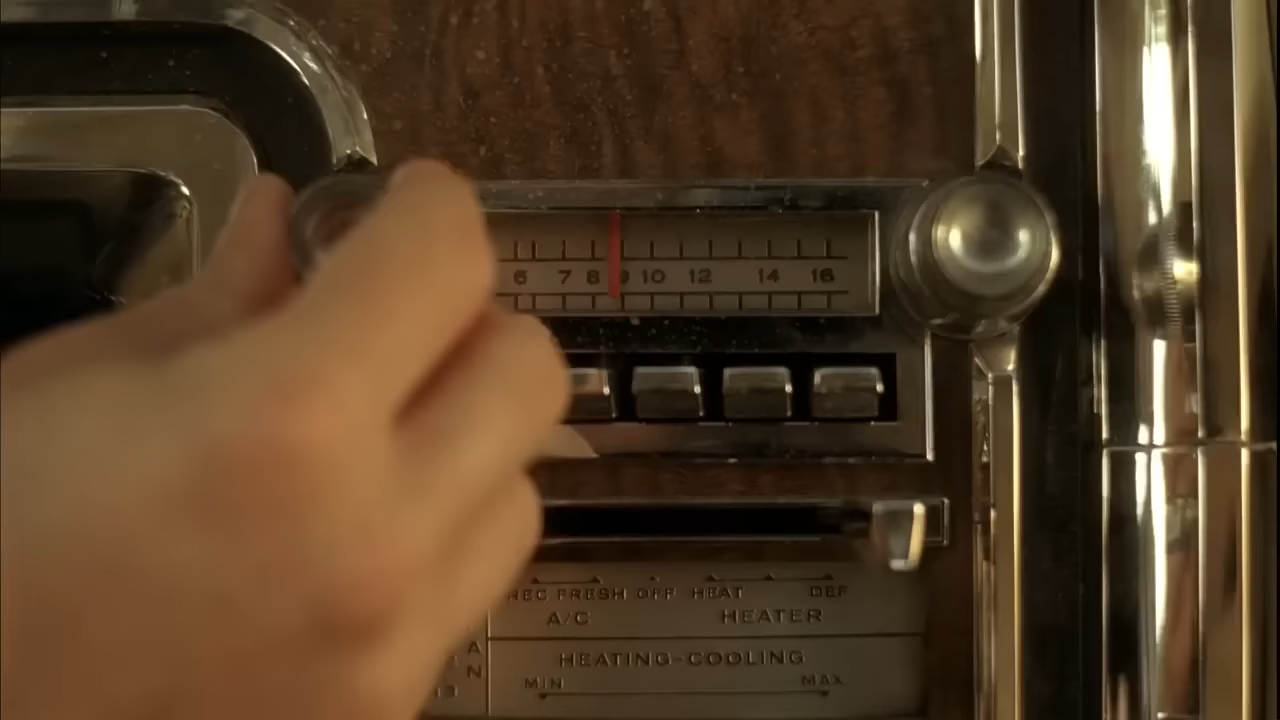 6 7 8 9 10 12 14 16
REC FRESH OFF HEAT DEF
A/C HEATER
A
N
HEATING-COOLING
MIN MAX